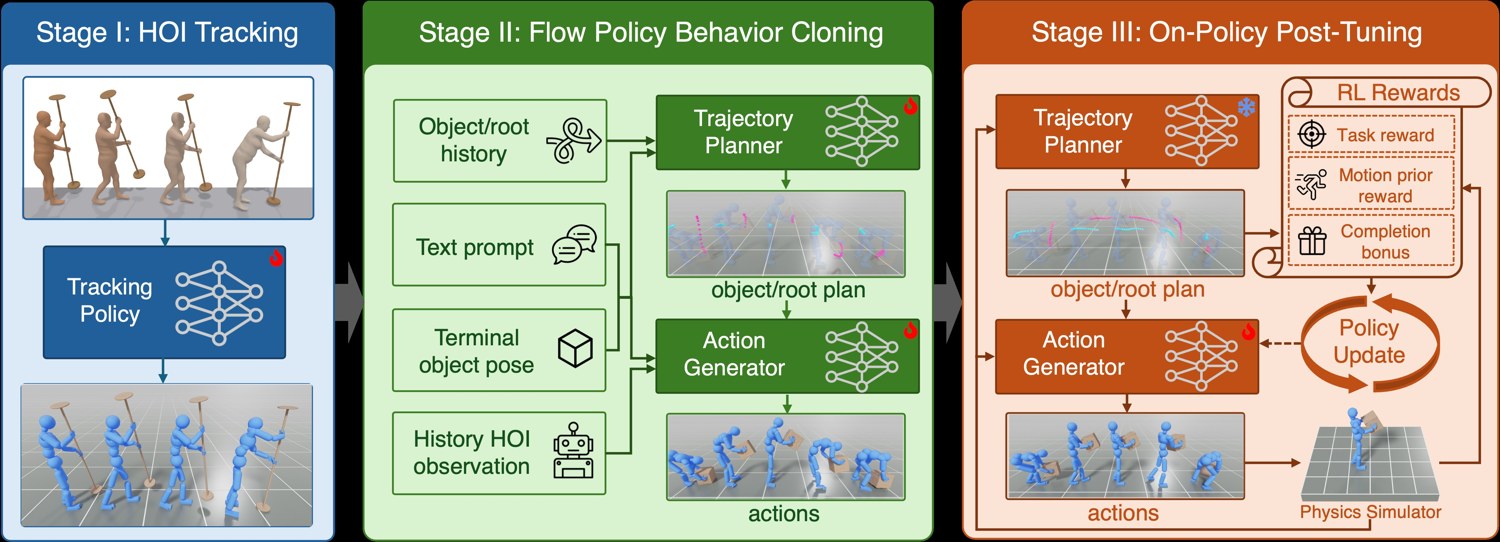 Stage I: HOI Tracking
Tracking
Policy
Stage II: Flow Policy Behavior Cloning
Object/root
history
Text prompt
Terminal
object pose
History HOI
observation
Trajectory
Planner
object/root plan
Action
Generator
actions
Stage III: On-Policy Post-Tuning
Trajectory
Planner
object/root plan
Action
Generator
actions
RL Rewards
Task reward
Motion prior
reward
Completion
bonus
Policy
Update
Physics Simulator